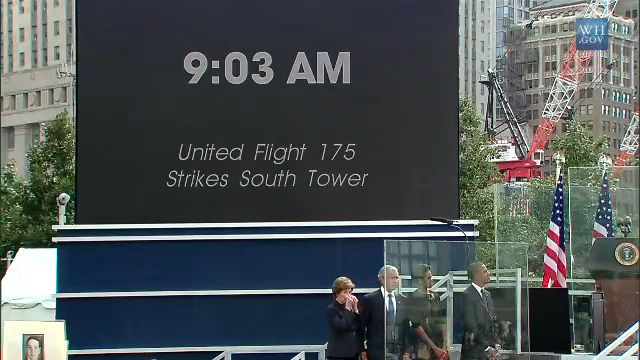 WH
.GOV
9:03 AM
United Flight 175
Strikes South Tower